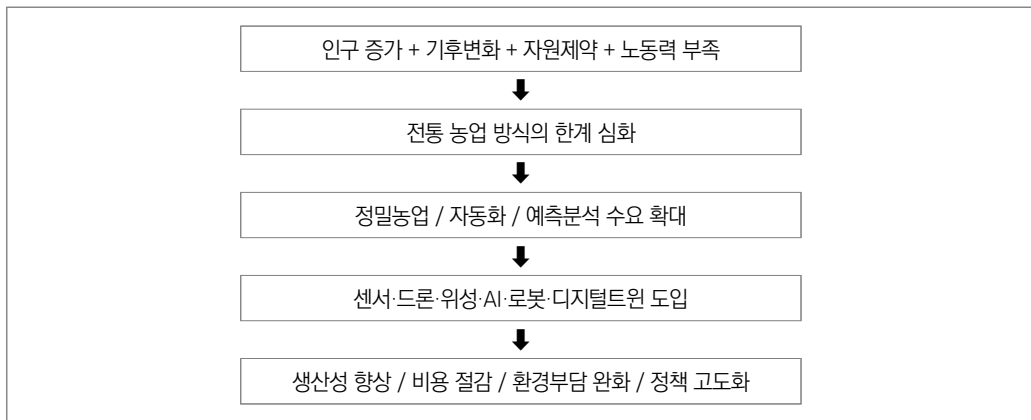 인구 증가 + 기후변화 + 자원제약 + 노동력 부족
전통 농업 방식의 한계 심화
정밀농업 / 자동화 / 예측분석 수요 확대
센서·드론·위성·AI·로봇·디지털트윈 도입
생산성 향상 / 비용 절감 / 환경부담 완화 / 정책 고도화